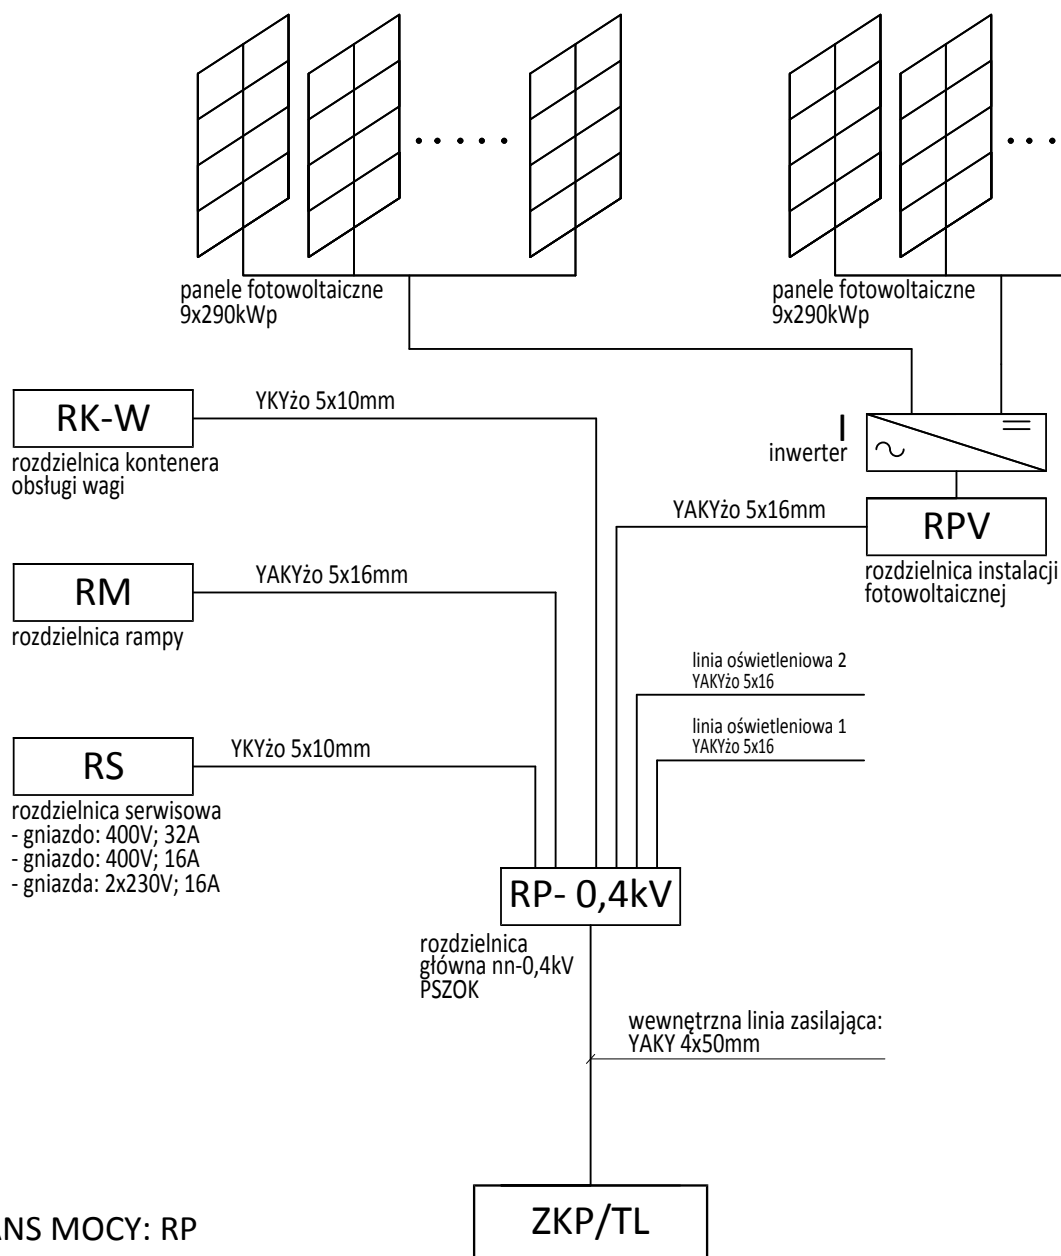 panele fotowoltaiczne
9x290kWp
panele fotowoltaiczne
9x290kWp
RK-W
YKYżo 5x10mm
rozdzielnica kontenera
obsługi wagi
I
inwerter
YAKYżo 5x16mm
RPV
rozdzielnica instalacji
fotowoltaicznej
RM
YAKYżo 5x16mm
rozdzielnica rampy
linia oświetleniowa 2
YAKYżo 5x16
linia oświetleniowa 1
YAKYżo 5x16
RS
YKYżo 5x10mm
rozdzielnica serwisowa
- gniazdo: 400V; 32A
- gniazdo: 400V; 16A
- gniazda: 2x230V; 16A
RP- 0,4kV
rozdzielnica
główna nn-0,4kV
PSZOK
wewnętrzna linia zasilająca:
YAKY 4x50mm
ZKP/TL
ANS MOCY: RP